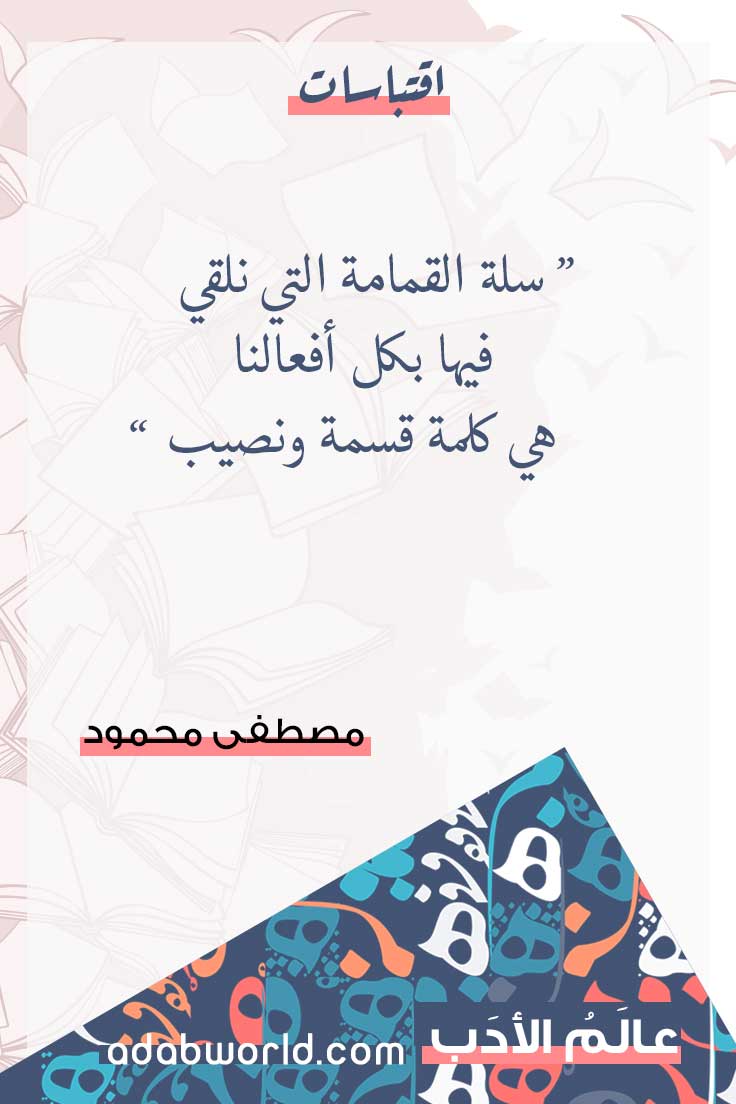 اقتباسات
” سلة القمامة التي نلقي
فيها بكل أفعالنا
هي كلمة قسمة ونصيب “
مصطفى محمود
عالَمُ الأدَب adabworld.com